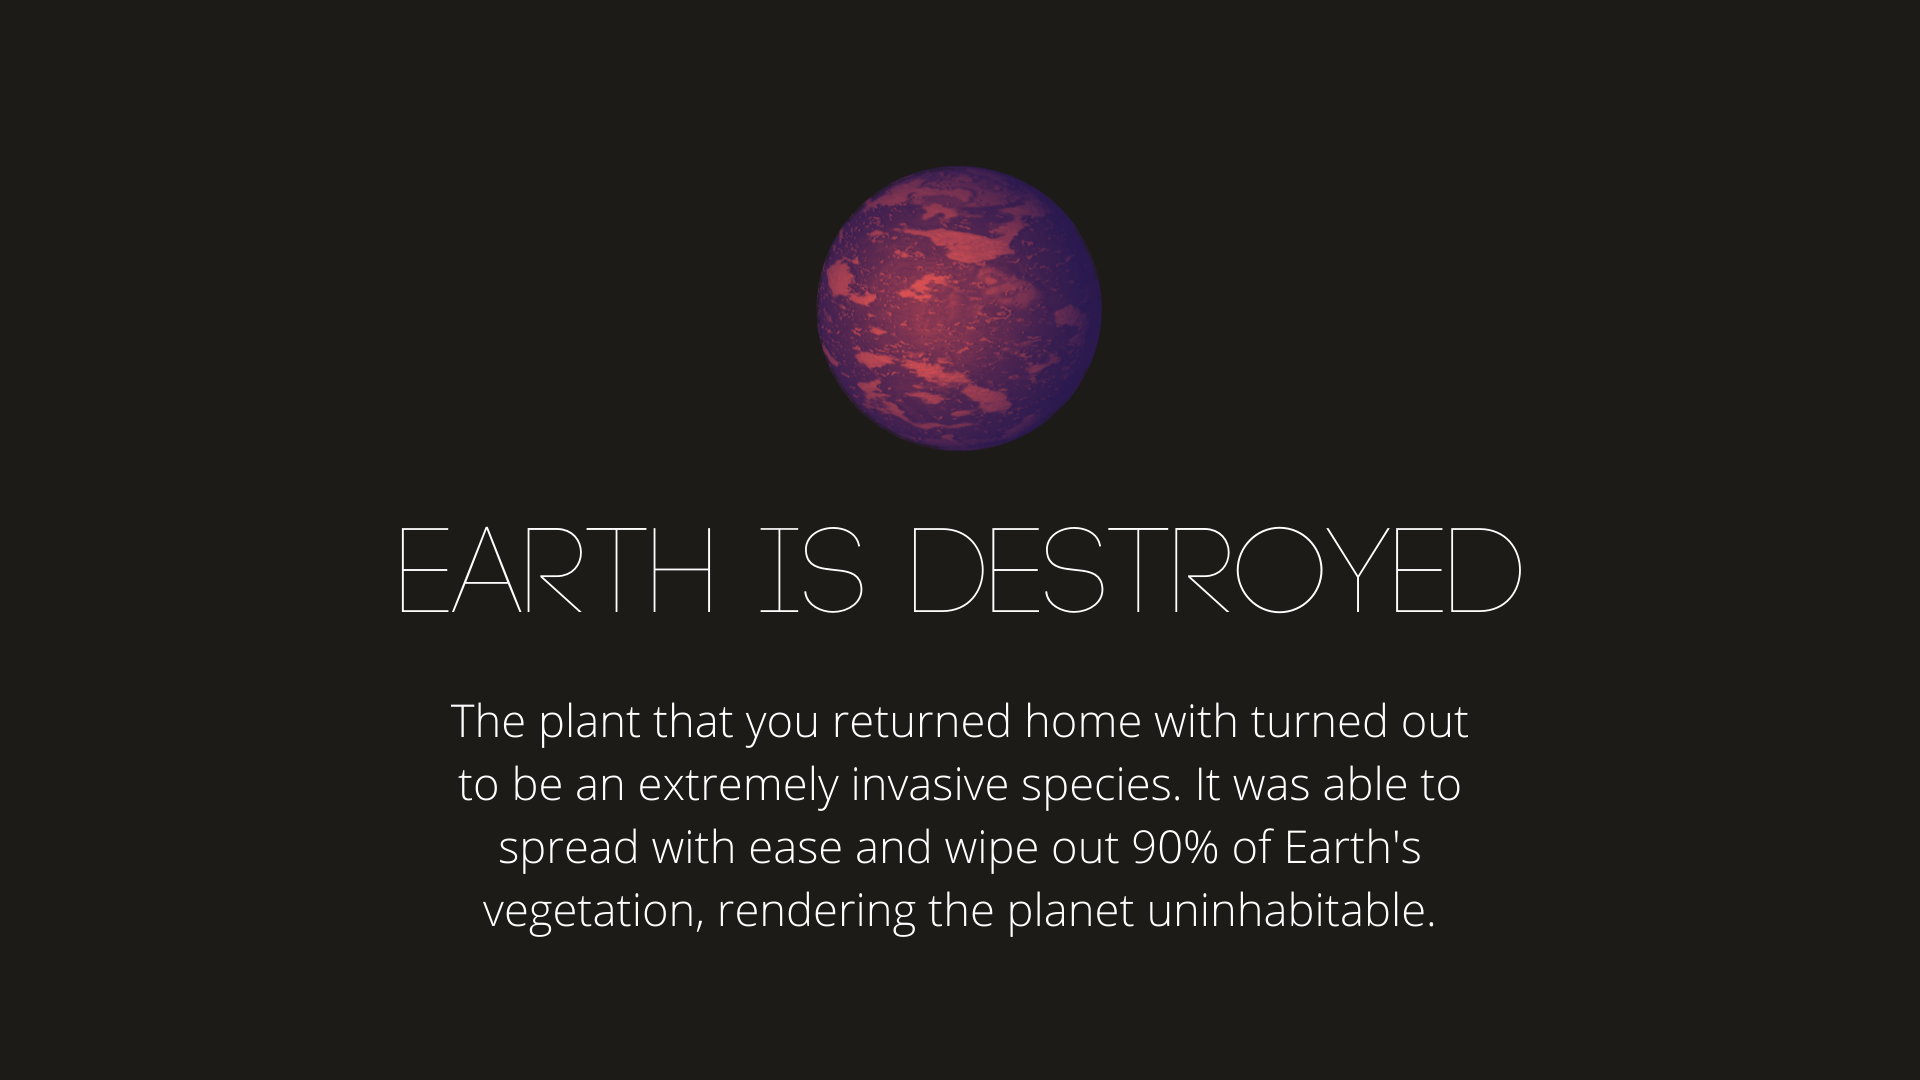 EARTH IS DESTROYED
The plant that you returned home with turned out
to be an extremely invasive species. It was able to
spread with ease and wipe out 90% of Earth's
vegetation, rendering the planet uninhabitable.